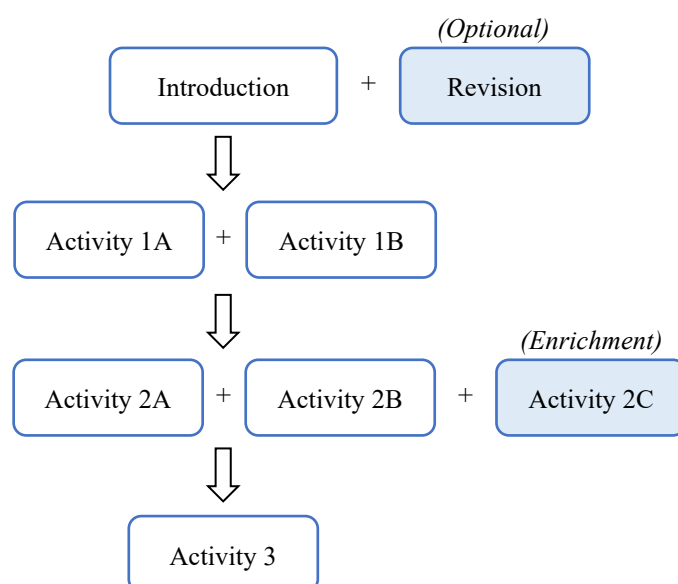 (Optional)
Introduction + Revision
Activity 1A + Activity 1B
(Enrichment)
Activity 2A + Activity 2B + Activity 2C
Activity 3